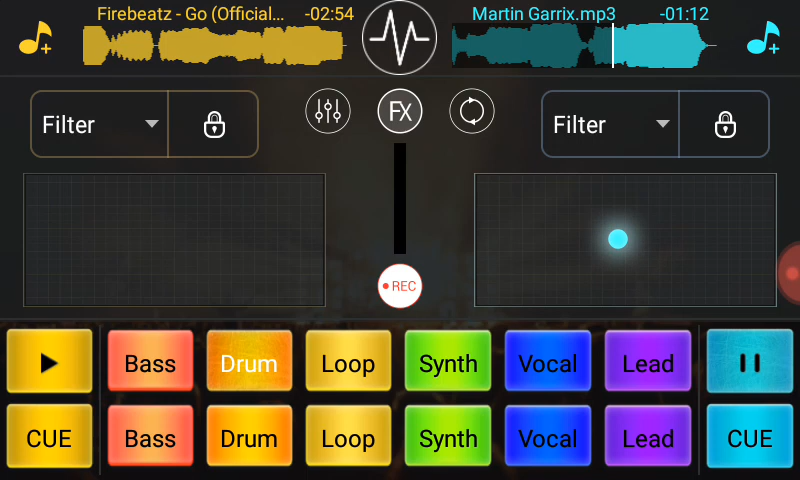 Firebeatz - Go (Official... -02:54
Martin Garrix.mp3 -01:12
Filter
FX
Filter
REC
Bass Drum Loop Synth Vocal Lead
CUE Bass Drum Loop Synth Vocal Lead CUE